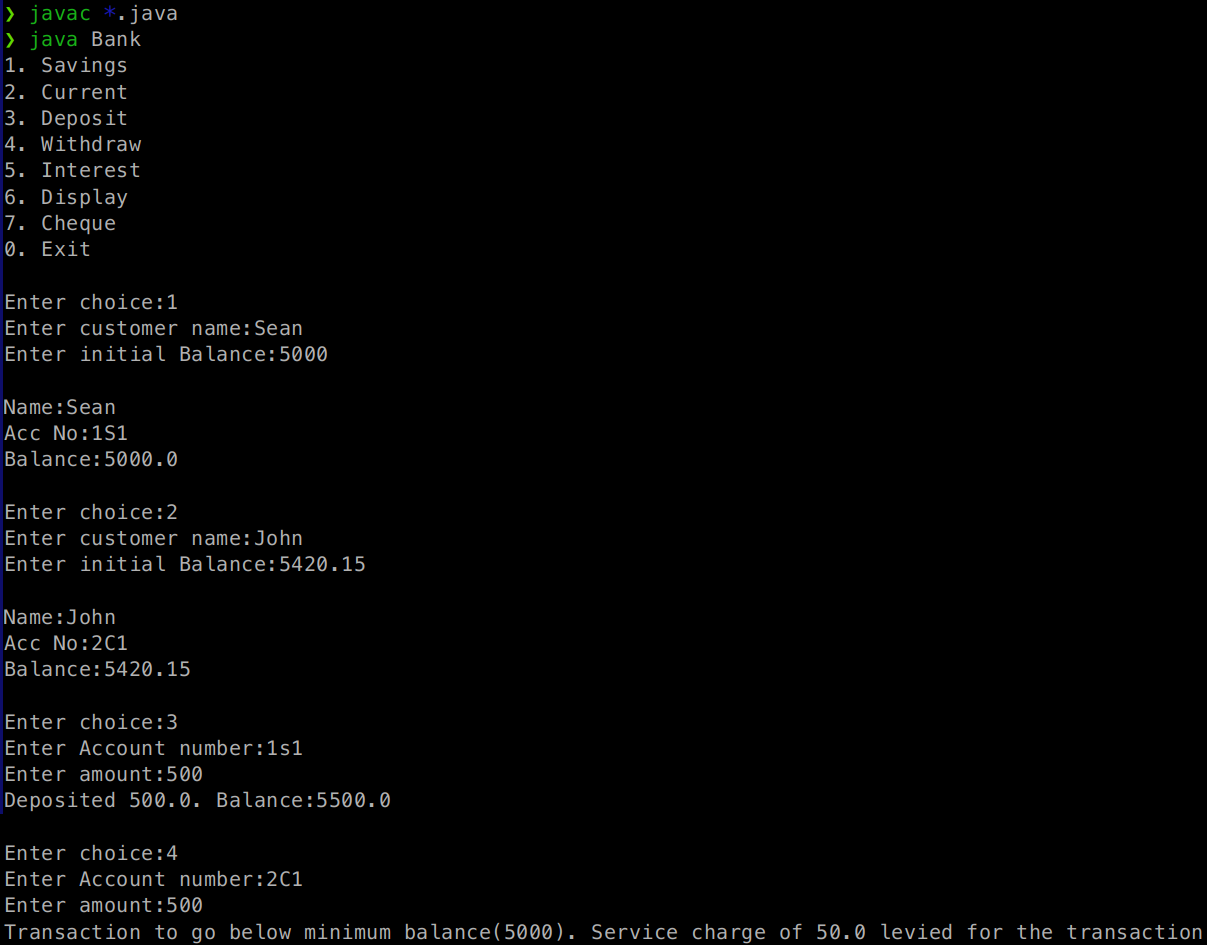 ❯ javac *.java
❯ java Bank
1. Savings
2. Current
3. Deposit
4. Withdraw
5. Interest
6. Display
7. Cheque
0. Exit
Enter choice:1
Enter customer name:Sean
Enter initial Balance:5000
Name:Sean
Acc No:1S1
Balance:5000.0
Enter choice:2
Enter customer name:John
Enter initial Balance:5420.15
Name:John
Acc No:2C1
Balance:5420.15
Enter choice:3
Enter Account number:1s1
Enter amount:500
Deposited 500.0. Balance:5500.0
Enter choice:4
Enter Account number:2C1
Enter amount:500
Transaction to go below minimum balance(5000). Service charge of 50.0 levied for the transaction